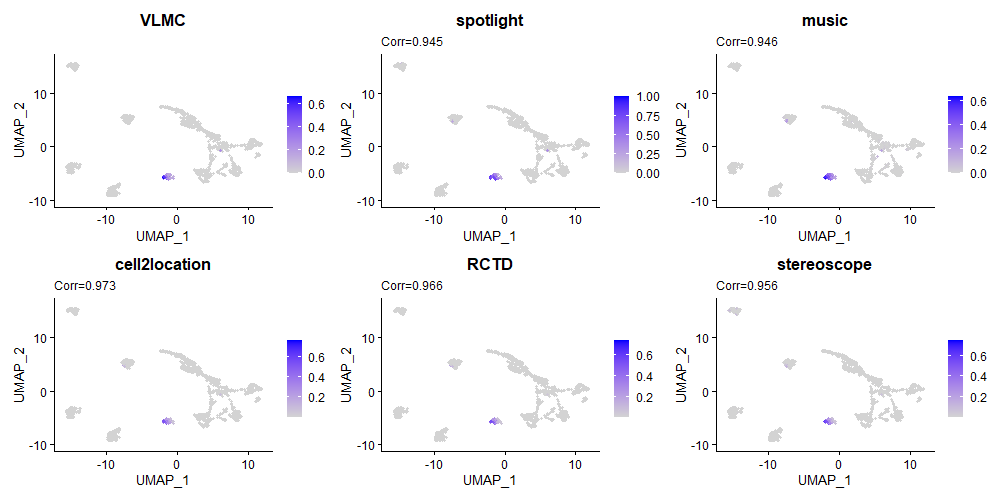 VLMC
spotlight
music
Corr=0.945
Corr=0.946
UMAP_2
10
0
-10
-10
0
10
UMAP_1
0.6
0.4
0.2
0.0
UMAP_2
10
0
-10
-10
0
10
UMAP_1
1.00
0.75
0.50
0.25
0.00
UMAP_2
10
0
-10
-10
0
10
UMAP_1
0.6
0.4
0.2
0.0
cell2location
RCTD
stereoscope
Corr=0.973
Corr=0.966
Corr=0.956
UMAP_2
10
0
-10
-10
0
10
UMAP_1
0.6
0.4
0.2
UMAP_2
10
0
-10
-10
0
10
UMAP_1
0.6
0.4
0.2
UMAP_2
10
0
-10
-10
0
10
UMAP_1
0.6
0.4
0.2